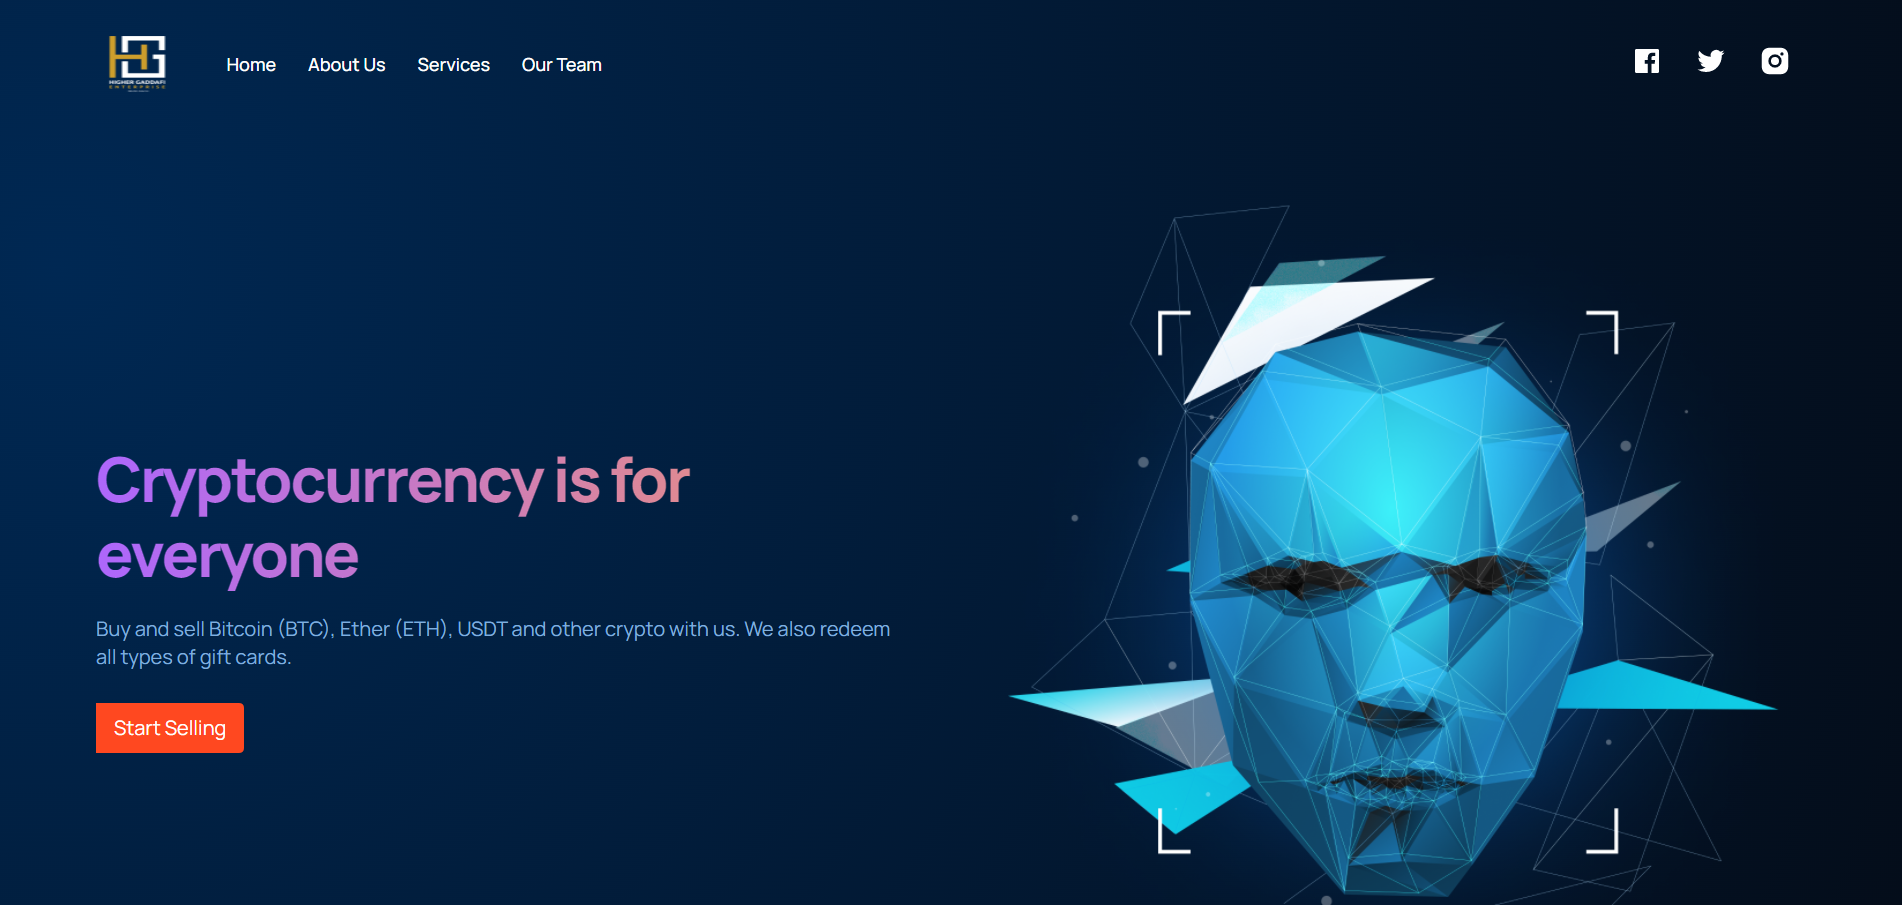 HG
HIGHER GADDAFI
ENTERPRISE
Home
About Us
Services
Our Team
Cryptocurrency is for
everyone
Buy and sell Bitcoin (BTC), Ether (ETH), USDT and other crypto with us. We also redeem
all types of gift cards.
Start Selling